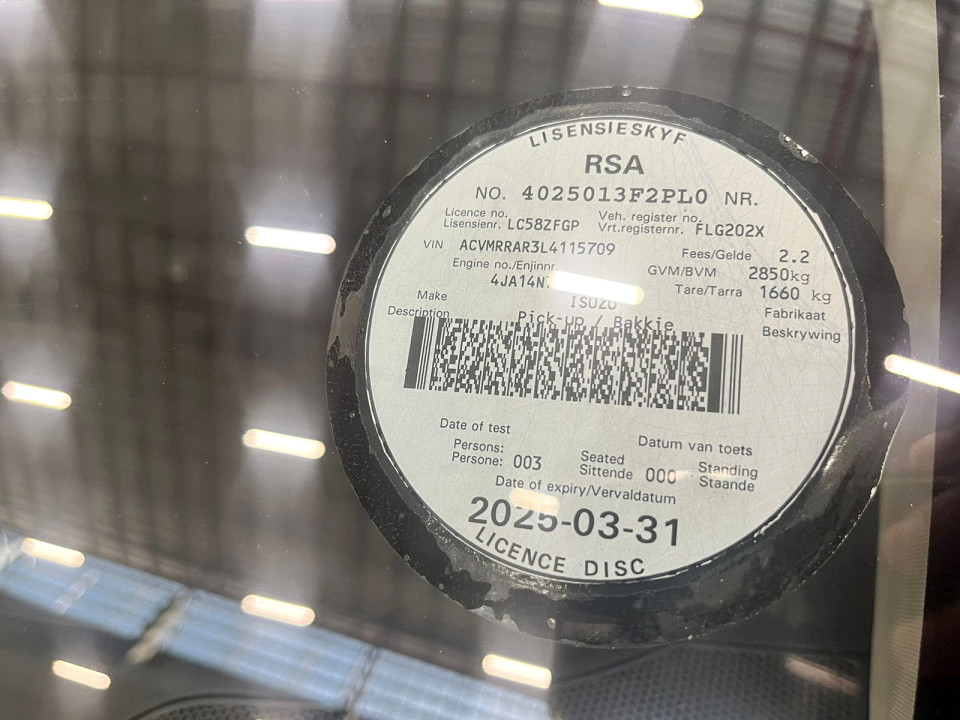 LISENSIESKYF
RSA
NO. 4025013F2PL0 NR.
Licence no. Veh. register no.
Lisensienr. LC58ZFGP Vrt.registernr. FLG202X
VIN ACVMRRAR3L4115709 Fees/Gelde 2.2
Engine no./Enjinnr. GVM/BVM 2850kg
Tare/Tarra 1660 kg
Make ISUZU Fabrikaat
Description Pick-up / Bakkie Beskrywing
Date of test Datum van toets
Persons: Seated Standing
Persone: 003 Sittende 000 Staande
Date of expiry/Vervaldatum
2025-03-31
LICENCE DISC